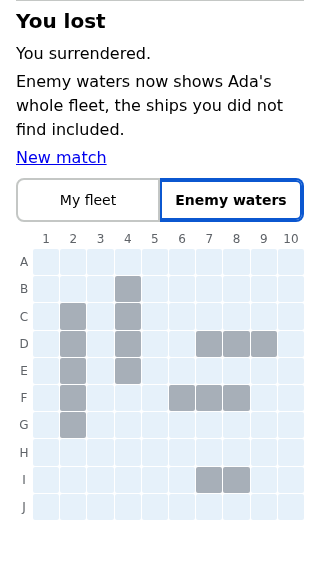 You lost
You surrendered.
Enemy waters now shows Ada's
whole fleet, the ships you did not
find included.
New match
My fleet
Enemy waters
1 2 3 4 5 6 7 8 9 10
A
B
C
D
E
F
G
H
I
J